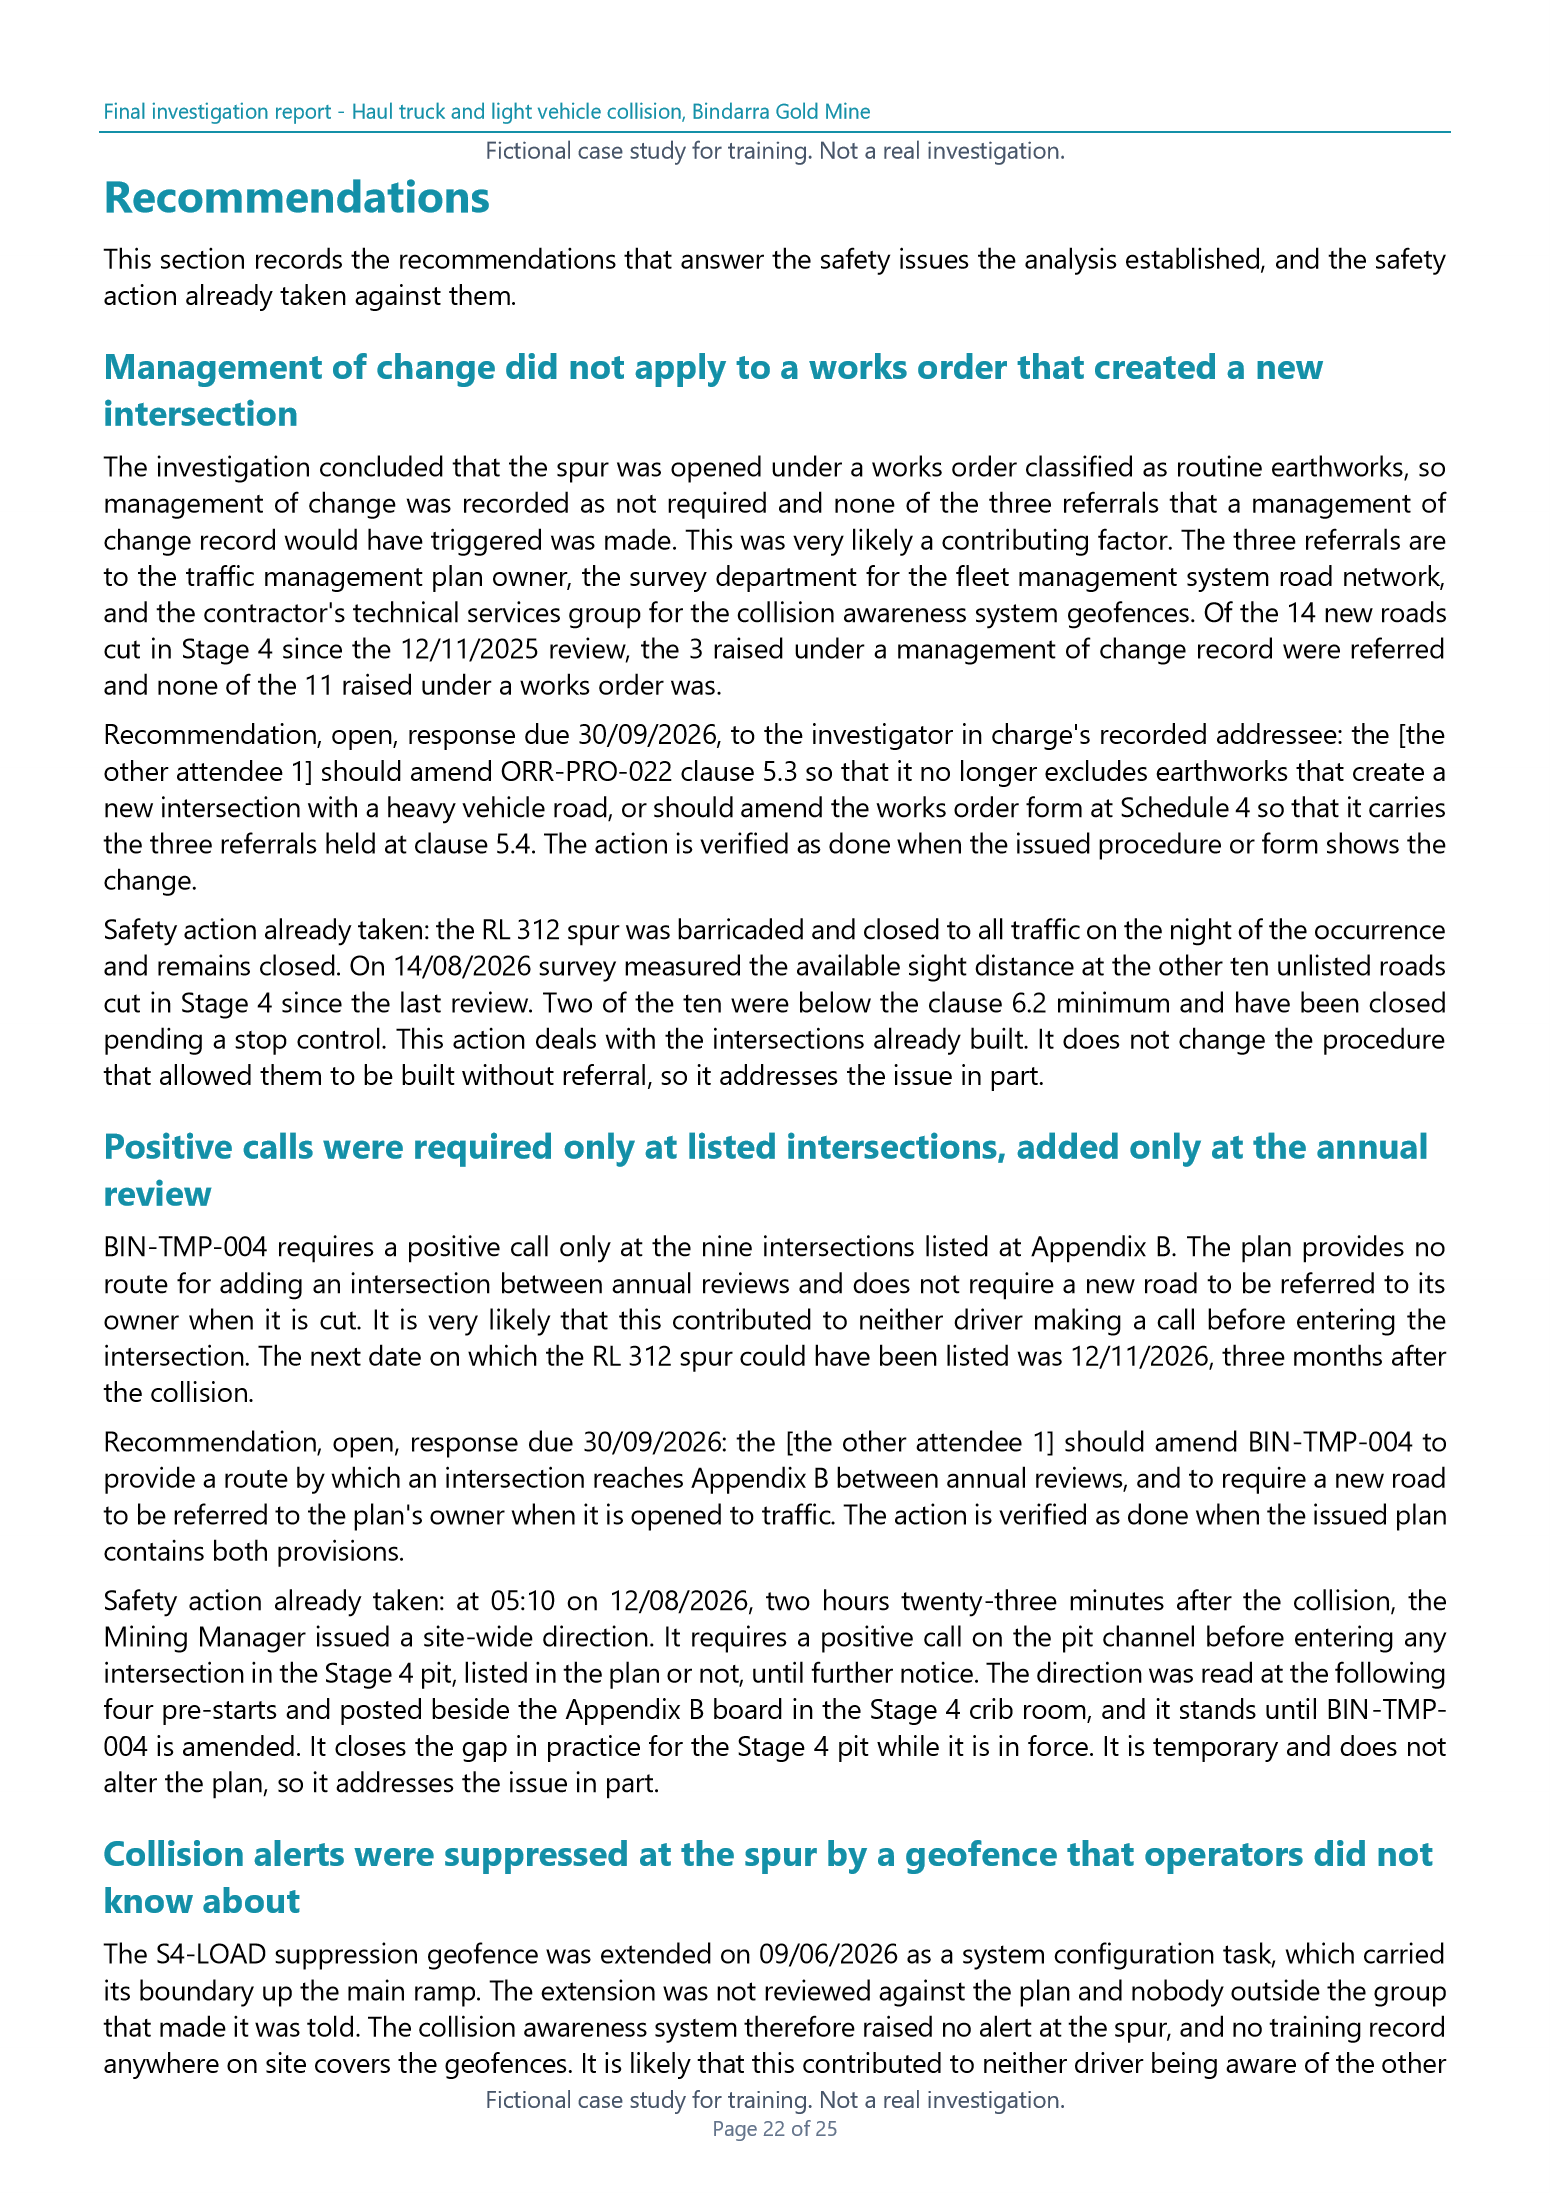 Final investigation report - Haul truck and light vehicle collision, Bindarra Gold Mine
Fictional case study for training. Not a real investigation.
Recommendations
This section records the recommendations that answer the safety issues the analysis established, and the safety
action already taken against them.
Management of change did not apply to a works order that created a new
intersection
The investigation concluded that the spur was opened under a works order classified as routine earthworks, so
management of change was recorded as not required and none of the three referrals that a management of
change record would have triggered was made. This was very likely a contributing factor. The three referrals are
to the traffic management plan owner, the survey department for the fleet management system road network,
and the contractor's technical services group for the collision awareness system geofences. Of the 14 new roads
cut in Stage 4 since the 12/11/2025 review, the 3 raised under a management of change record were referred
and none of the 11 raised under a works order was.
Recommendation, open, response due 30/09/2026, to the investigator in charge's recorded addressee: the [the
other attendee 1] should amend ORR-PRO-022 clause 5.3 so that it no longer excludes earthworks that create a
new intersection with a heavy vehicle road, or should amend the works order form at Schedule 4 so that it carries
the three referrals held at clause 5.4. The action is verified as done when the issued procedure or form shows the
change.
Safety action already taken: the RL 312 spur was barricaded and closed to all traffic on the night of the occurrence
and remains closed. On 14/08/2026 survey measured the available sight distance at the other ten unlisted roads
cut in Stage 4 since the last review. Two of the ten were below the clause 6.2 minimum and have been closed
pending a stop control. This action deals with the intersections already built. It does not change the procedure
that allowed them to be built without referral, so it addresses the issue in part.
Positive calls were required only at listed intersections, added only at the annual
review
BIN-TMP-004 requires a positive call only at the nine intersections listed at Appendix B. The plan provides no
route for adding an intersection between annual reviews and does not require a new road to be referred to its
owner when it is cut. It is very likely that this contributed to neither driver making a call before entering the
intersection. The next date on which the RL 312 spur could have been listed was 12/11/2026, three months after
the collision.
Recommendation, open, response due 30/09/2026: the [the other attendee 1] should amend BIN-TMP-004 to
provide a route by which an intersection reaches Appendix B between annual reviews, and to require a new road
to be referred to the plan's owner when it is opened to traffic. The action is verified as done when the issued plan
contains both provisions.
Safety action already taken: at 05:10 on 12/08/2026, two hours twenty-three minutes after the collision, the
Mining Manager issued a site-wide direction. It requires a positive call on the pit channel before entering any
intersection in the Stage 4 pit, listed in the plan or not, until further notice. The direction was read at the following
four pre-starts and posted beside the Appendix B board in the Stage 4 crib room, and it stands until BIN-TMP-
004 is amended. It closes the gap in practice for the Stage 4 pit while it is in force. It is temporary and does not
alter the plan, so it addresses the issue in part.
Collision alerts were suppressed at the spur by a geofence that operators did not
know about
The S4-LOAD suppression geofence was extended on 09/06/2026 as a system configuration task, which carried
its boundary up the main ramp. The extension was not reviewed against the plan and nobody outside the group
that made it was told. The collision awareness system therefore raised no alert at the spur, and no training record
anywhere on site covers the geofences. It is likely that this contributed to neither driver being aware of the other
Fictional case study for training. Not a real investigation.
Page 22 of 25